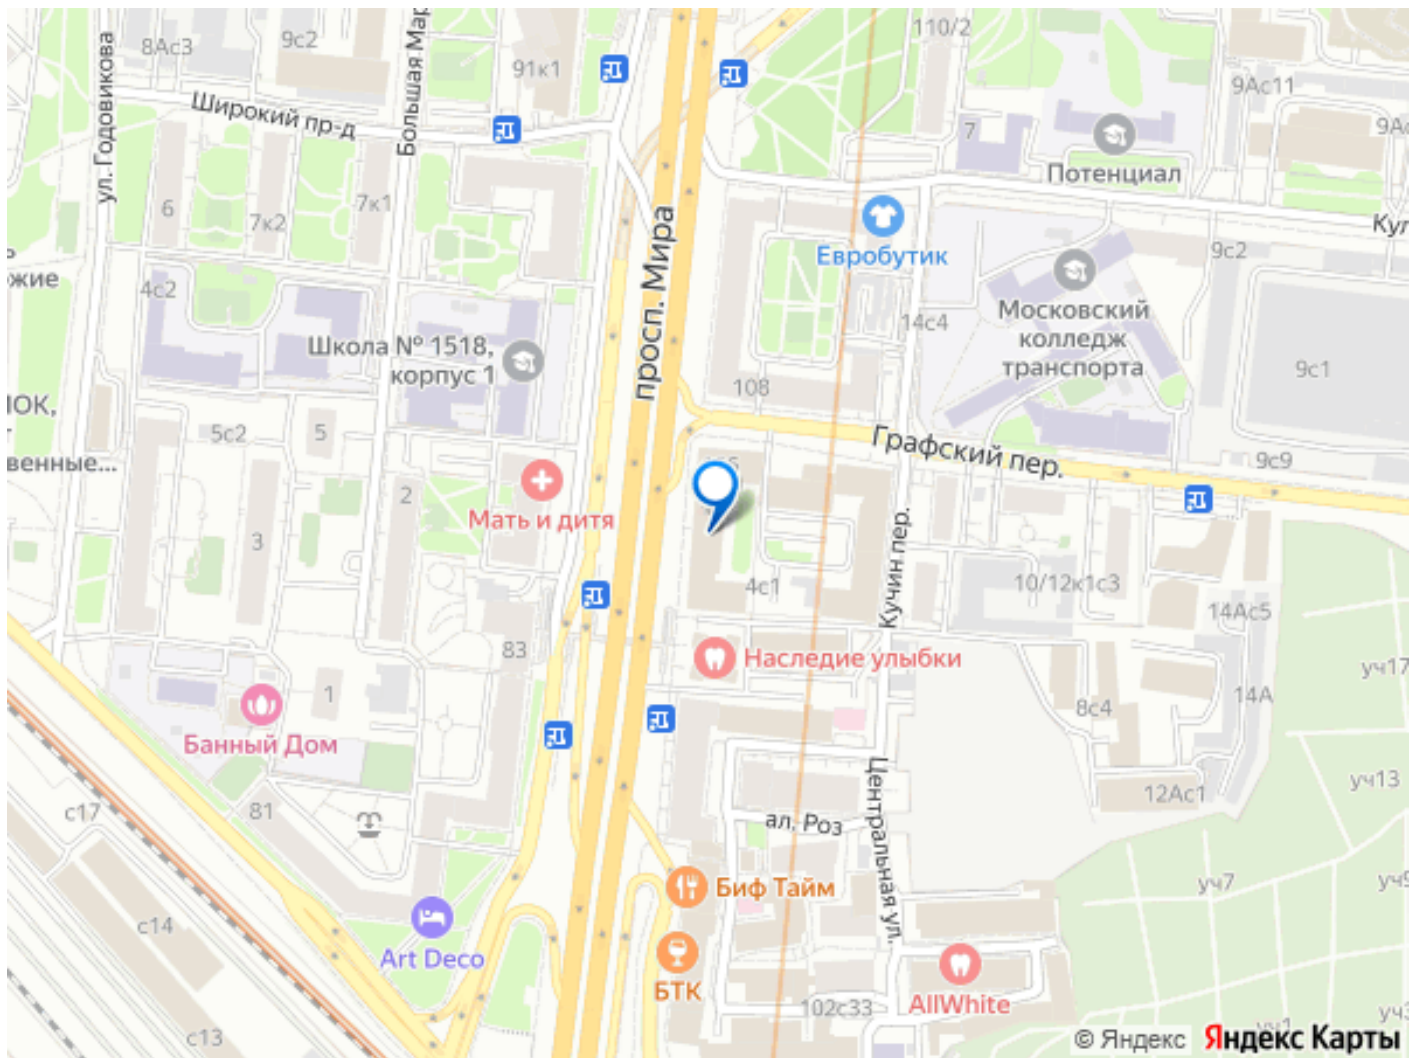 110/2
8Ас3
9с2
91к1
9Ас11
ул. Годовикова
Большая Мар
Широкий пр-д
7
Потенциал
6
7к2
7к1
просп. Мира
Евробутик
Кул
9с2
жие
4с2
Московский
колледж
транспорта
14с4
Школа № 1518,
корпус 1
9с1
108
ЮК,
венные...
5с2
5
Графский пер.
9с9
2
Мать и дитя
3
Кучин пер.
4с1
10/12к1с3
14Ас5
83
Наследие улыбки
уч17
1
14А
8с4
Банный Дом
уч13
12Ас1
с17
81
ал. Роз
Центральная ул.
Биф Тайм
уч7
с14
Art Deco
БТК
AllWhite
102с33
с13
© Яндекс
Яндекс Карты